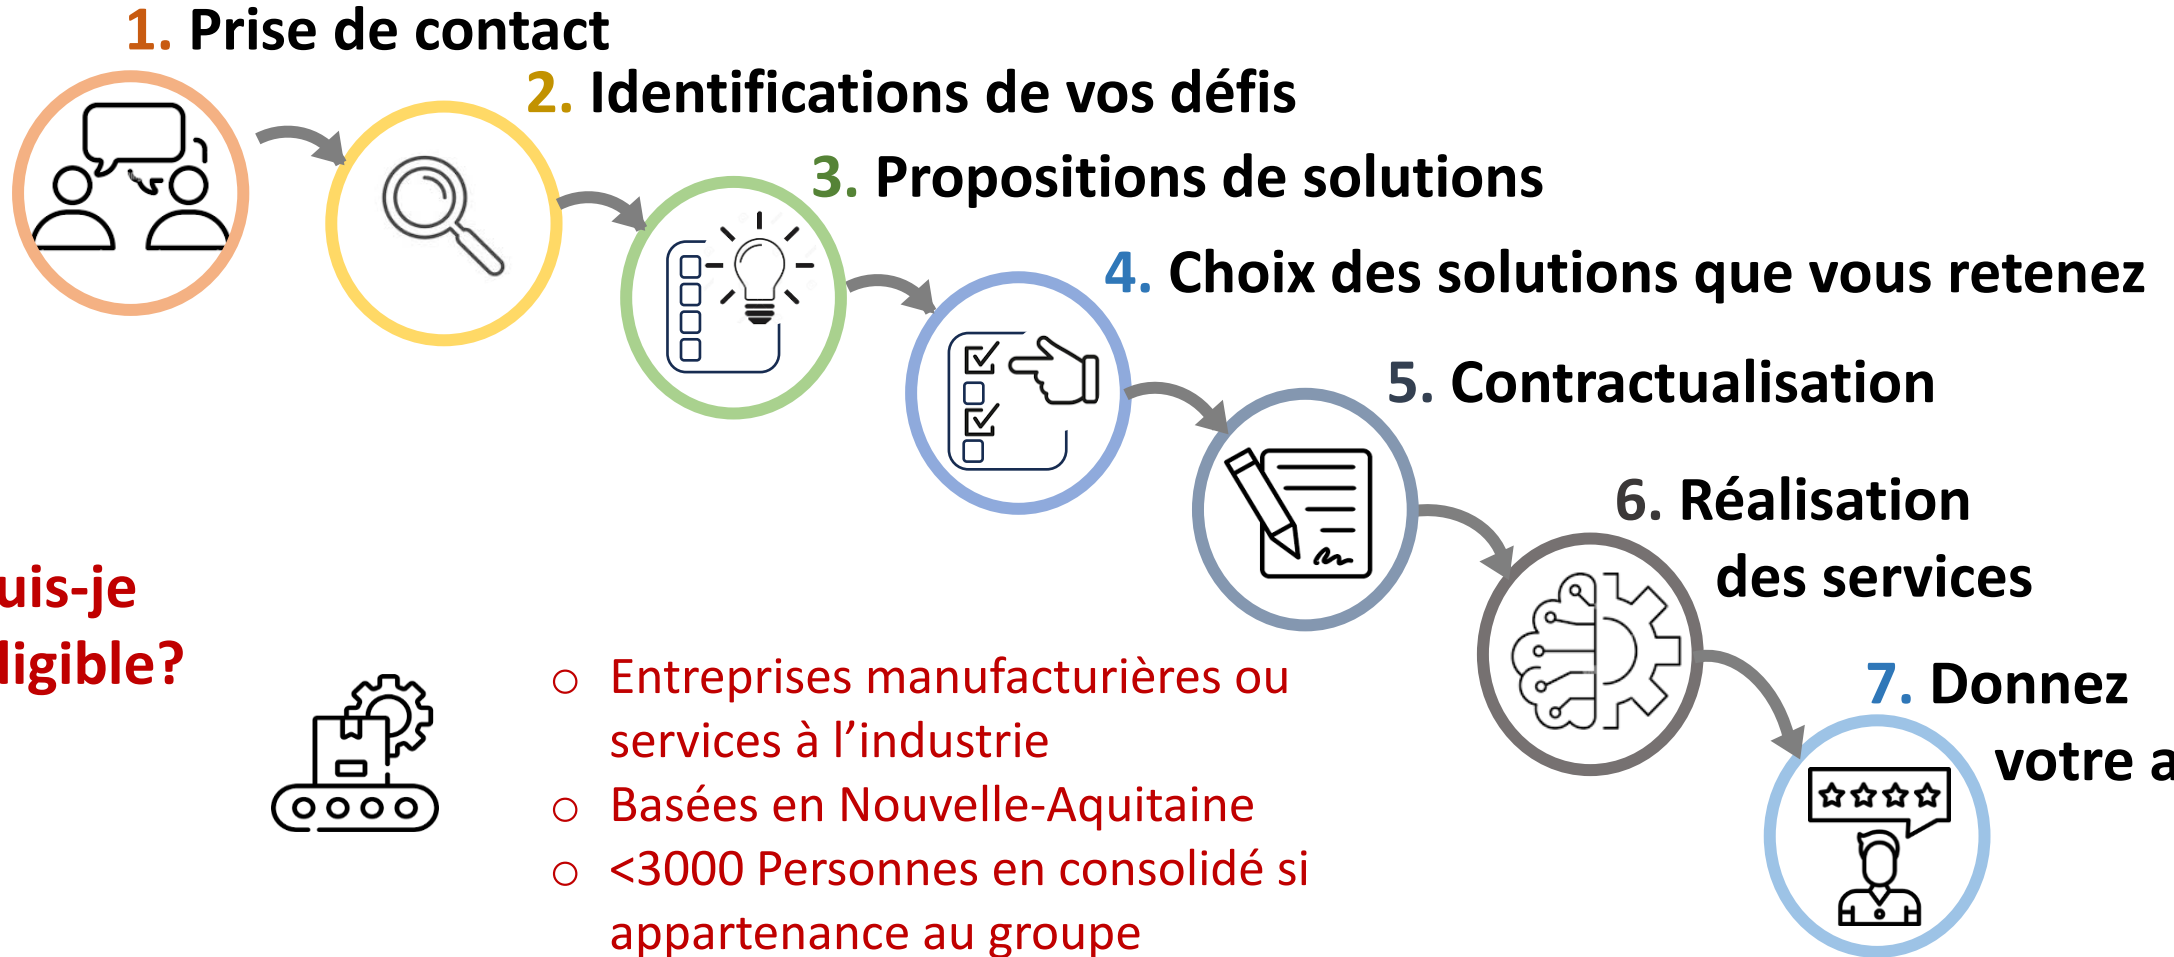 1. Prise de contact
2. Identifications de vos défis
3. Propositions de solutions
4. Choix des solutions que vous retenez
5. Contractualisation
6. Réalisation
des services
7. Donnez
votre
uis-je
ligible?
o Entreprises manufacturières ou
services à l’industrie
o Basées en Nouvelle-Aquitaine
o <3000 Personnes en consolidé si
appartenance au groupe